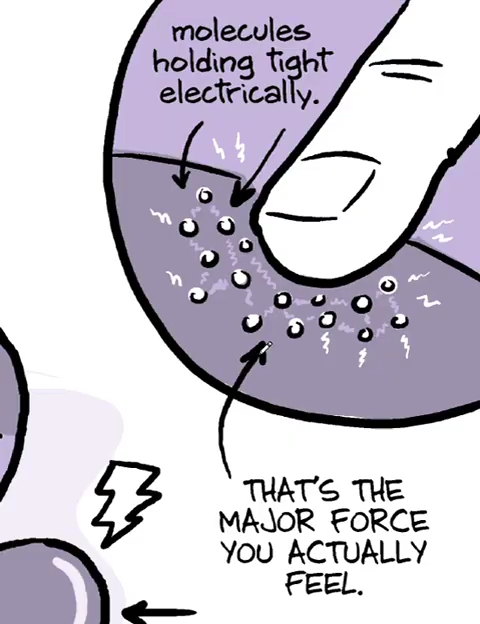 molecules
holding tight
electrically.
THAT'S THE
MAJOR FORCE
YOU ACTUALLY
FEEL.